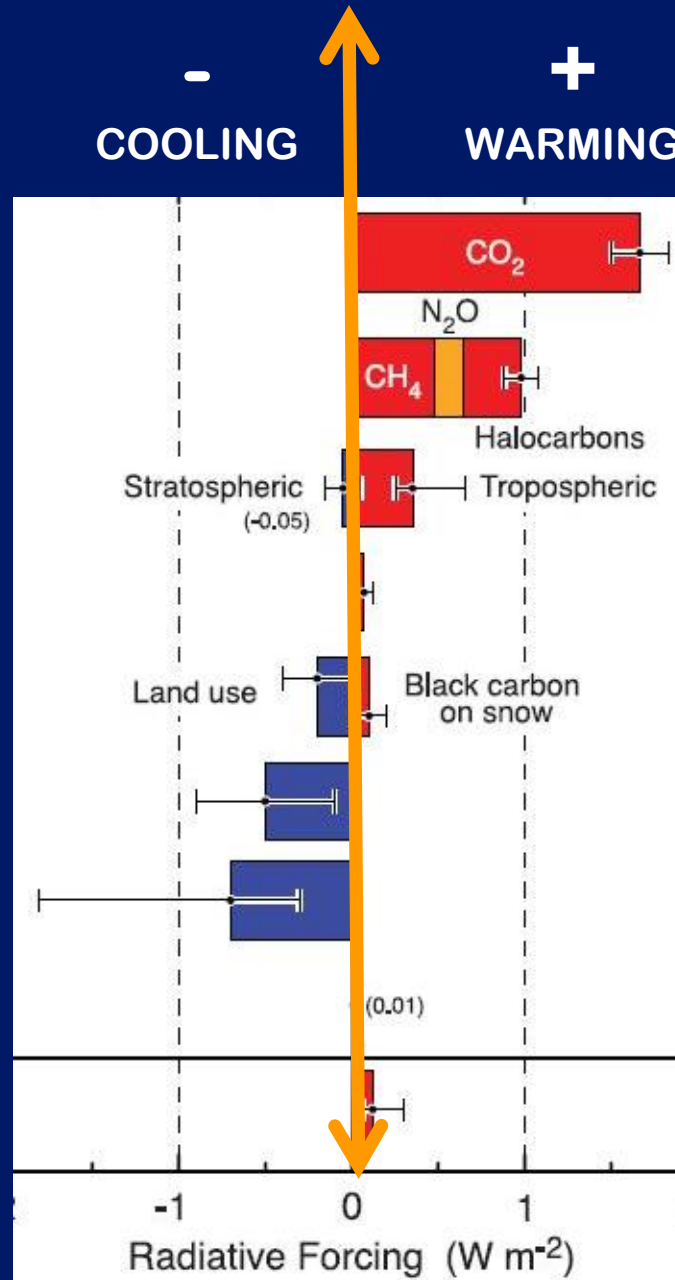 - +
COOLING WARMING
CO₂
N₂O
CH₄
Halocarbons
Stratospheric
(-0.05)
Tropospheric
Land use
Black carbon
on snow
(0.01)
-1 0 1
Radiative Forcing (W m⁻²)